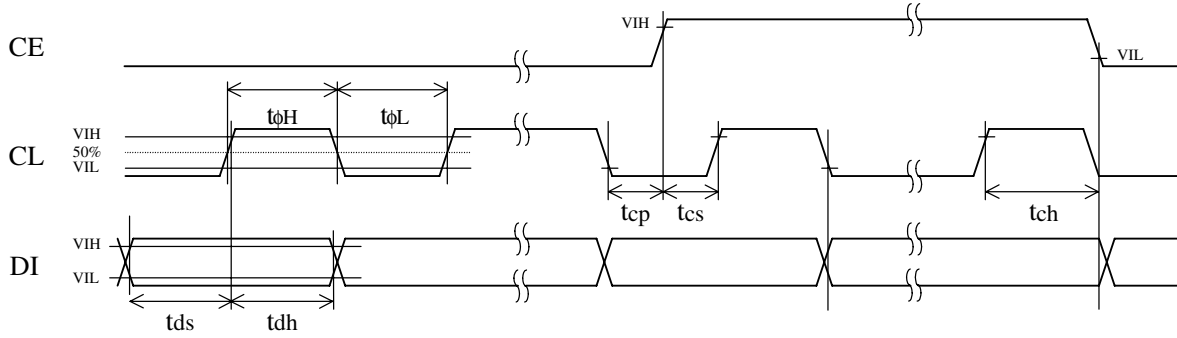 VIH
CE
VIL
tϕH
tϕL
VIH
CL
50%
VIL
tcp
tcs
tch
VIH
DI
VIL
tds
tdh